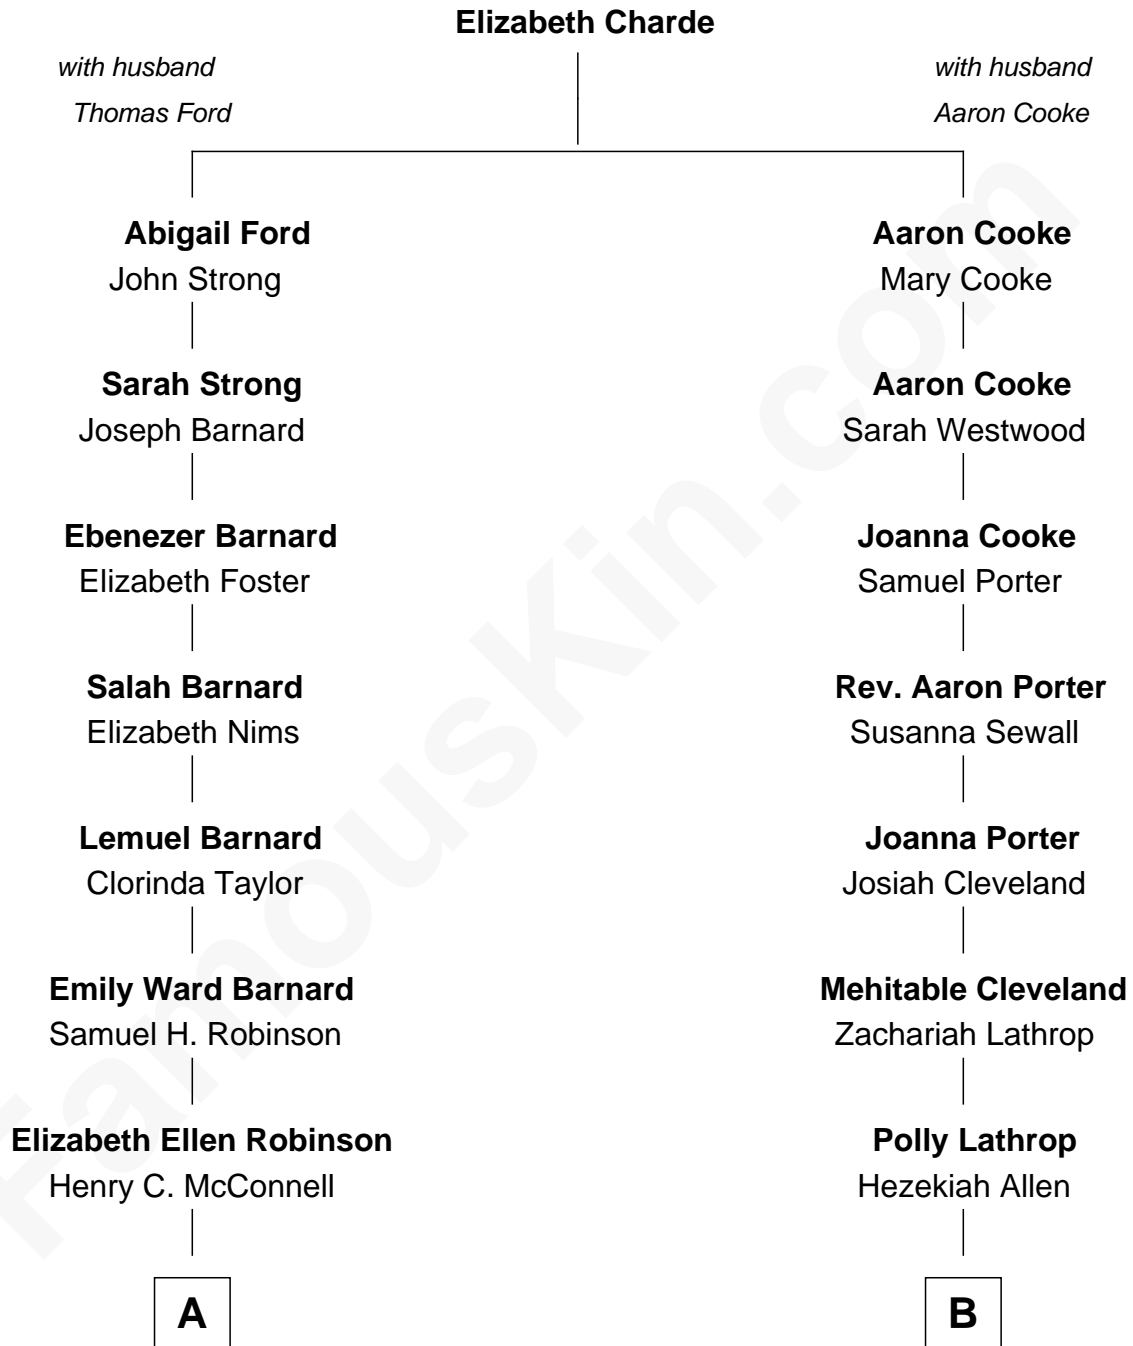 Elizabeth Charde
with husband
Thomas Ford
with husband
Aaron Cooke
Abigail Ford
John Strong
Aaron Cooke
Mary Cooke
Sarah Strong
Joseph Barnard
Aaron Cooke
Sarah Westwood
Ebenezer Barnard
Elizabeth Foster
Joanna Cooke
Samuel Porter
Salah Barnard
Elizabeth Nims
Rev. Aaron Porter
Susanna Sewall
Lemuel Barnard
Clorinda Taylor
Joanna Porter
Josiah Cleveland
Emily Ward Barnard
Samuel H. Robinson
Mehitable Cleveland
Zachariah Lathrop
Elizabeth Ellen Robinson
Henry C. McConnell
Polly Lathrop
Hezekiah Allen
A
B
FamousKin.com